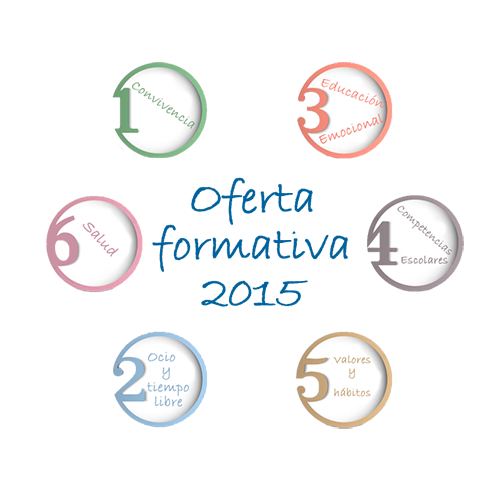 1
Convivencia
3
Educación
Emocional
Oferta
formativa
2015
6
Salud
4
Competencias
Escolares
2
Ocio
y
tiempo
libre
5
Valores
y
hábitos